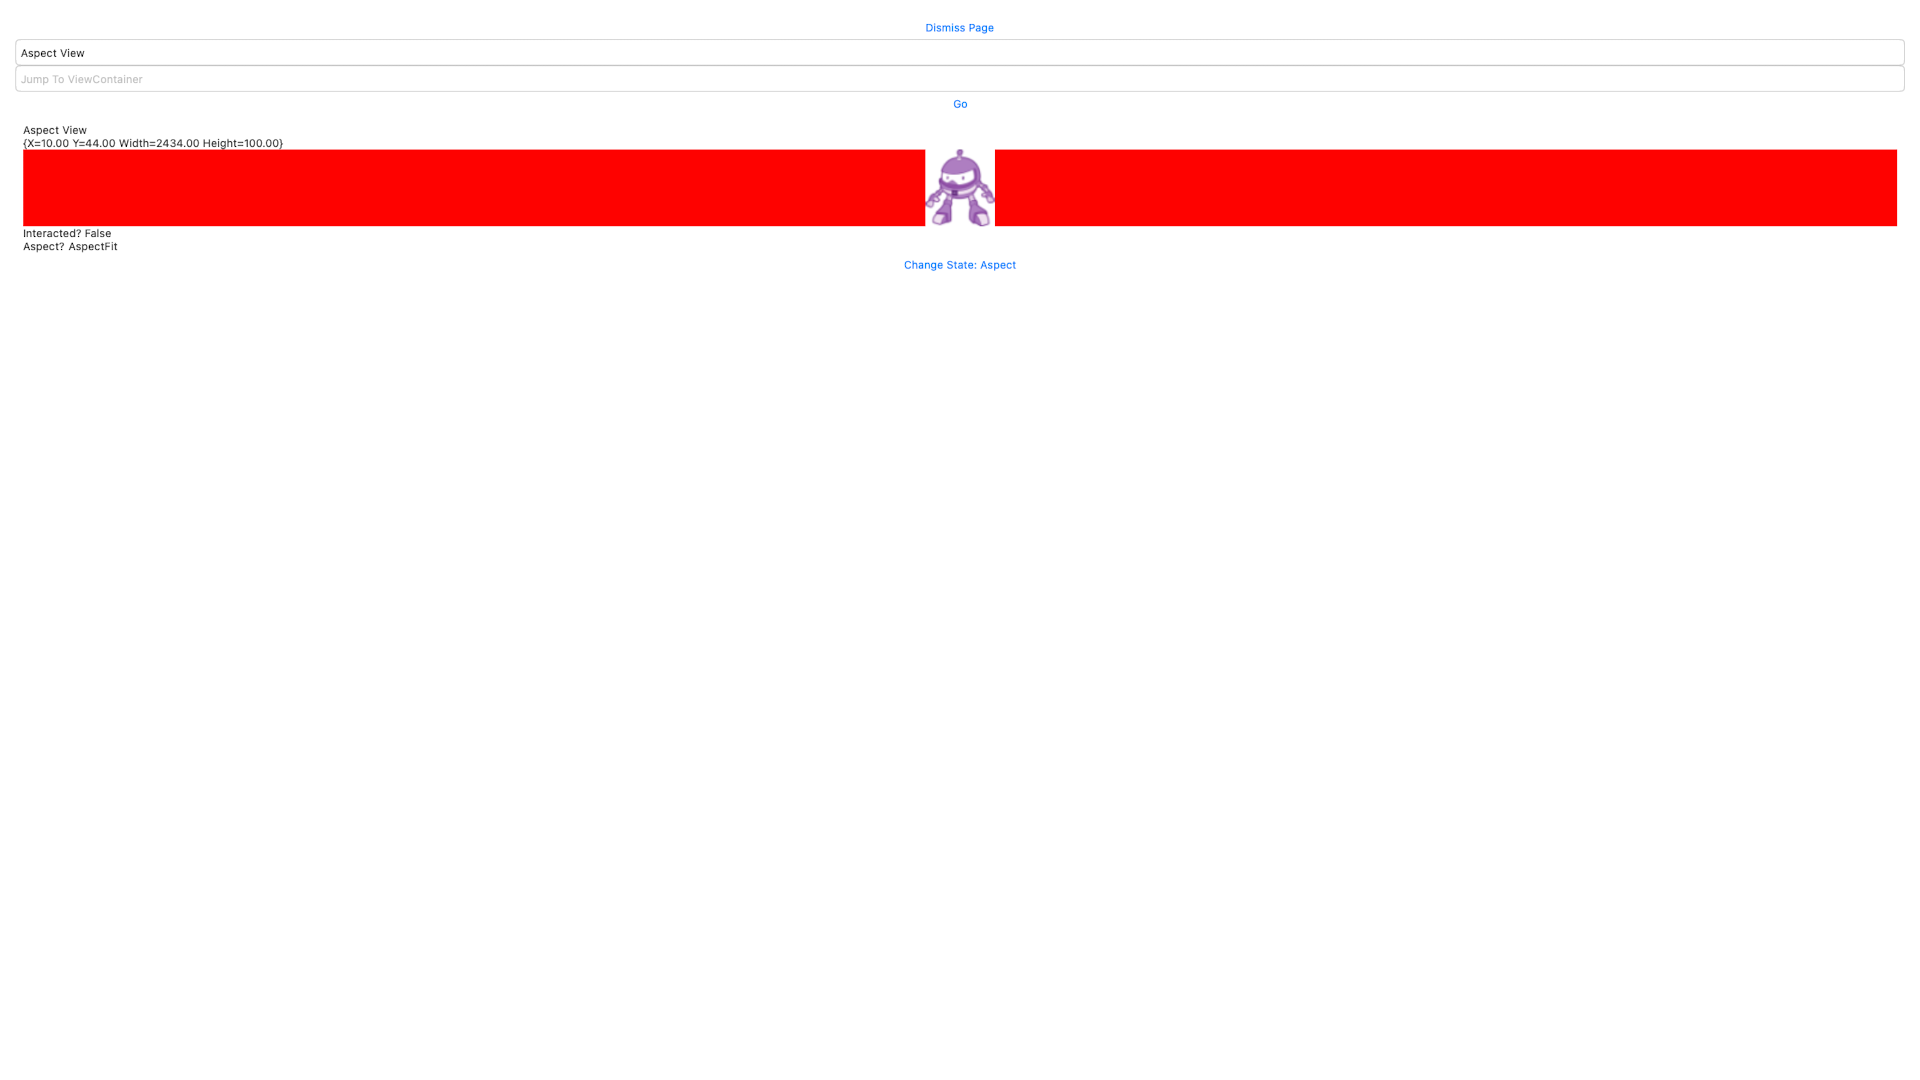 Dismiss Page
Aspect View
Jump To ViewContainer
Go
Aspect View
{X=10.00 Y=44.00 Width=2434.00 Height=100.00}
Interacted? False
Aspect? AspectFit
Change State: Aspect